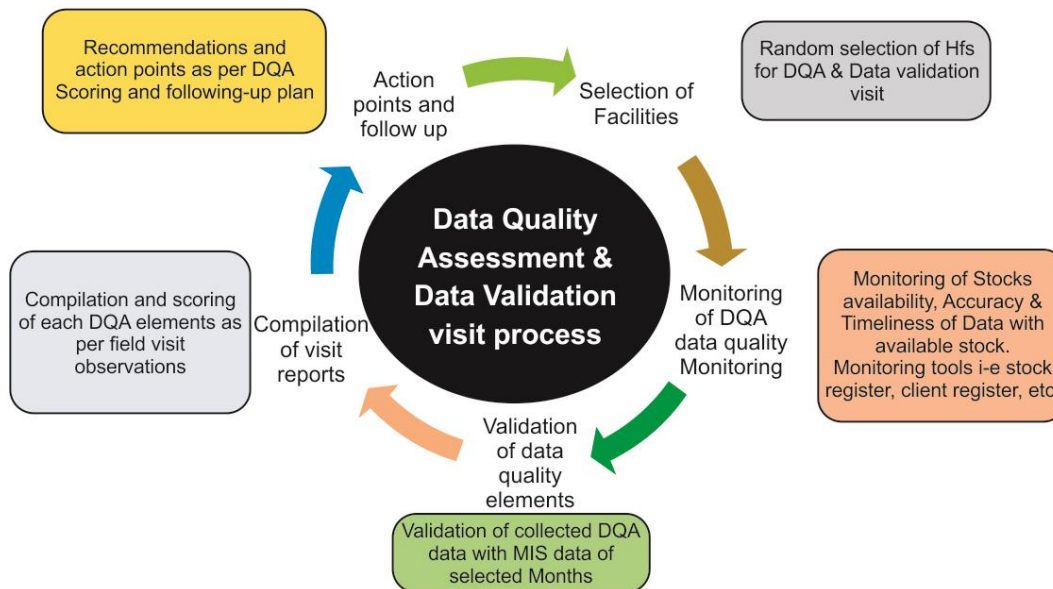 Recommendations and
action points as per DQA
Scoring and following-up plan
Action
points and
follow up
Selection of
Facilities
Random selection of Hfs
for DQA & Data validation
visit
Data Quality
Assessment &
Data Validation
visit process
Monitoring
of DQA
data quality
Monitoring
Monitoring of Stocks
availability, Accuracy &
Timeliness of Data with
available stock.
Monitoring tools i-e stock
register, client register, etc
Compilation and scoring
of each DQA elements as
per field visit
observations
Compilation
of visit
reports
Validation
of data
quality
elements
Validation of collected DQA
data with MIS data of
selected Months